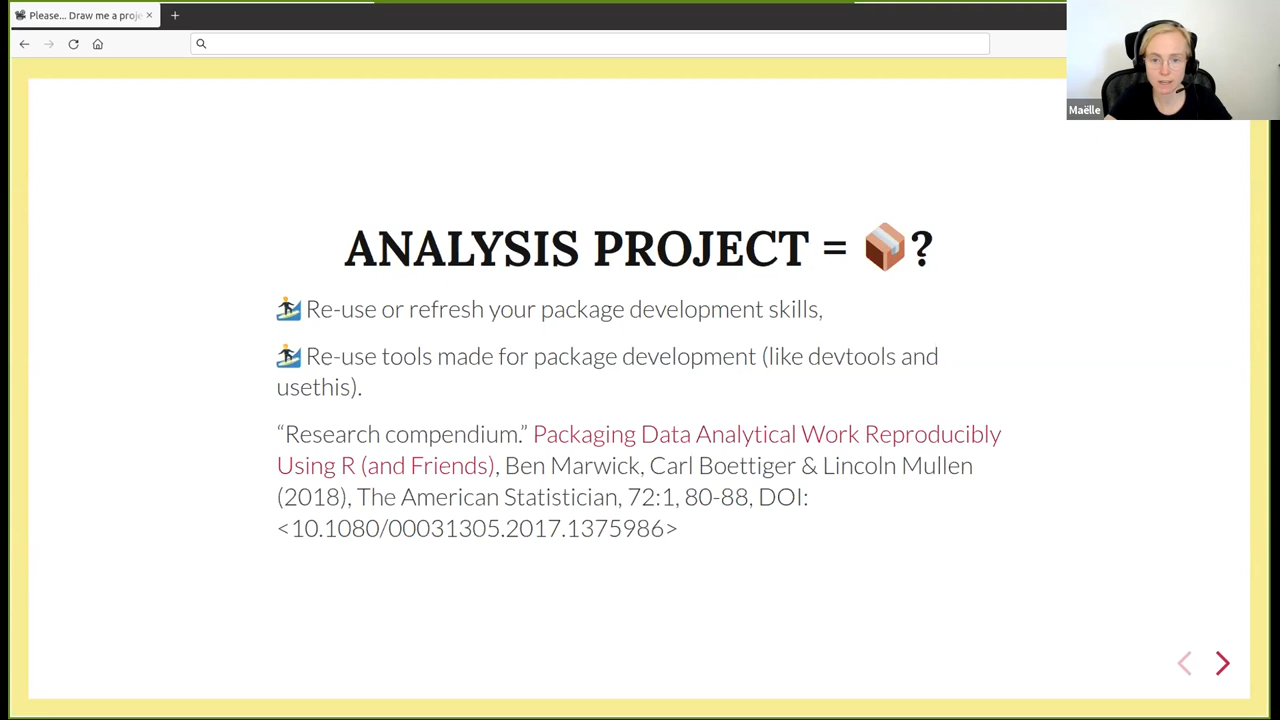 Please... Draw me a proje
Maëlle
ANALYSIS PROJECT = 📦?
🏄 Re-use or refresh your package development skills,
🏄 Re-use tools made for package development (like devtools and
usethis).
“Research compendium.” Packaging Data Analytical Work Reproducibly
Using R (and Friends), Ben Marwick, Carl Boettiger & Lincoln Mullen
(2018), The American Statistician, 72:1, 80-88, DOI:
<10.1080/00031305.2017.1375986>